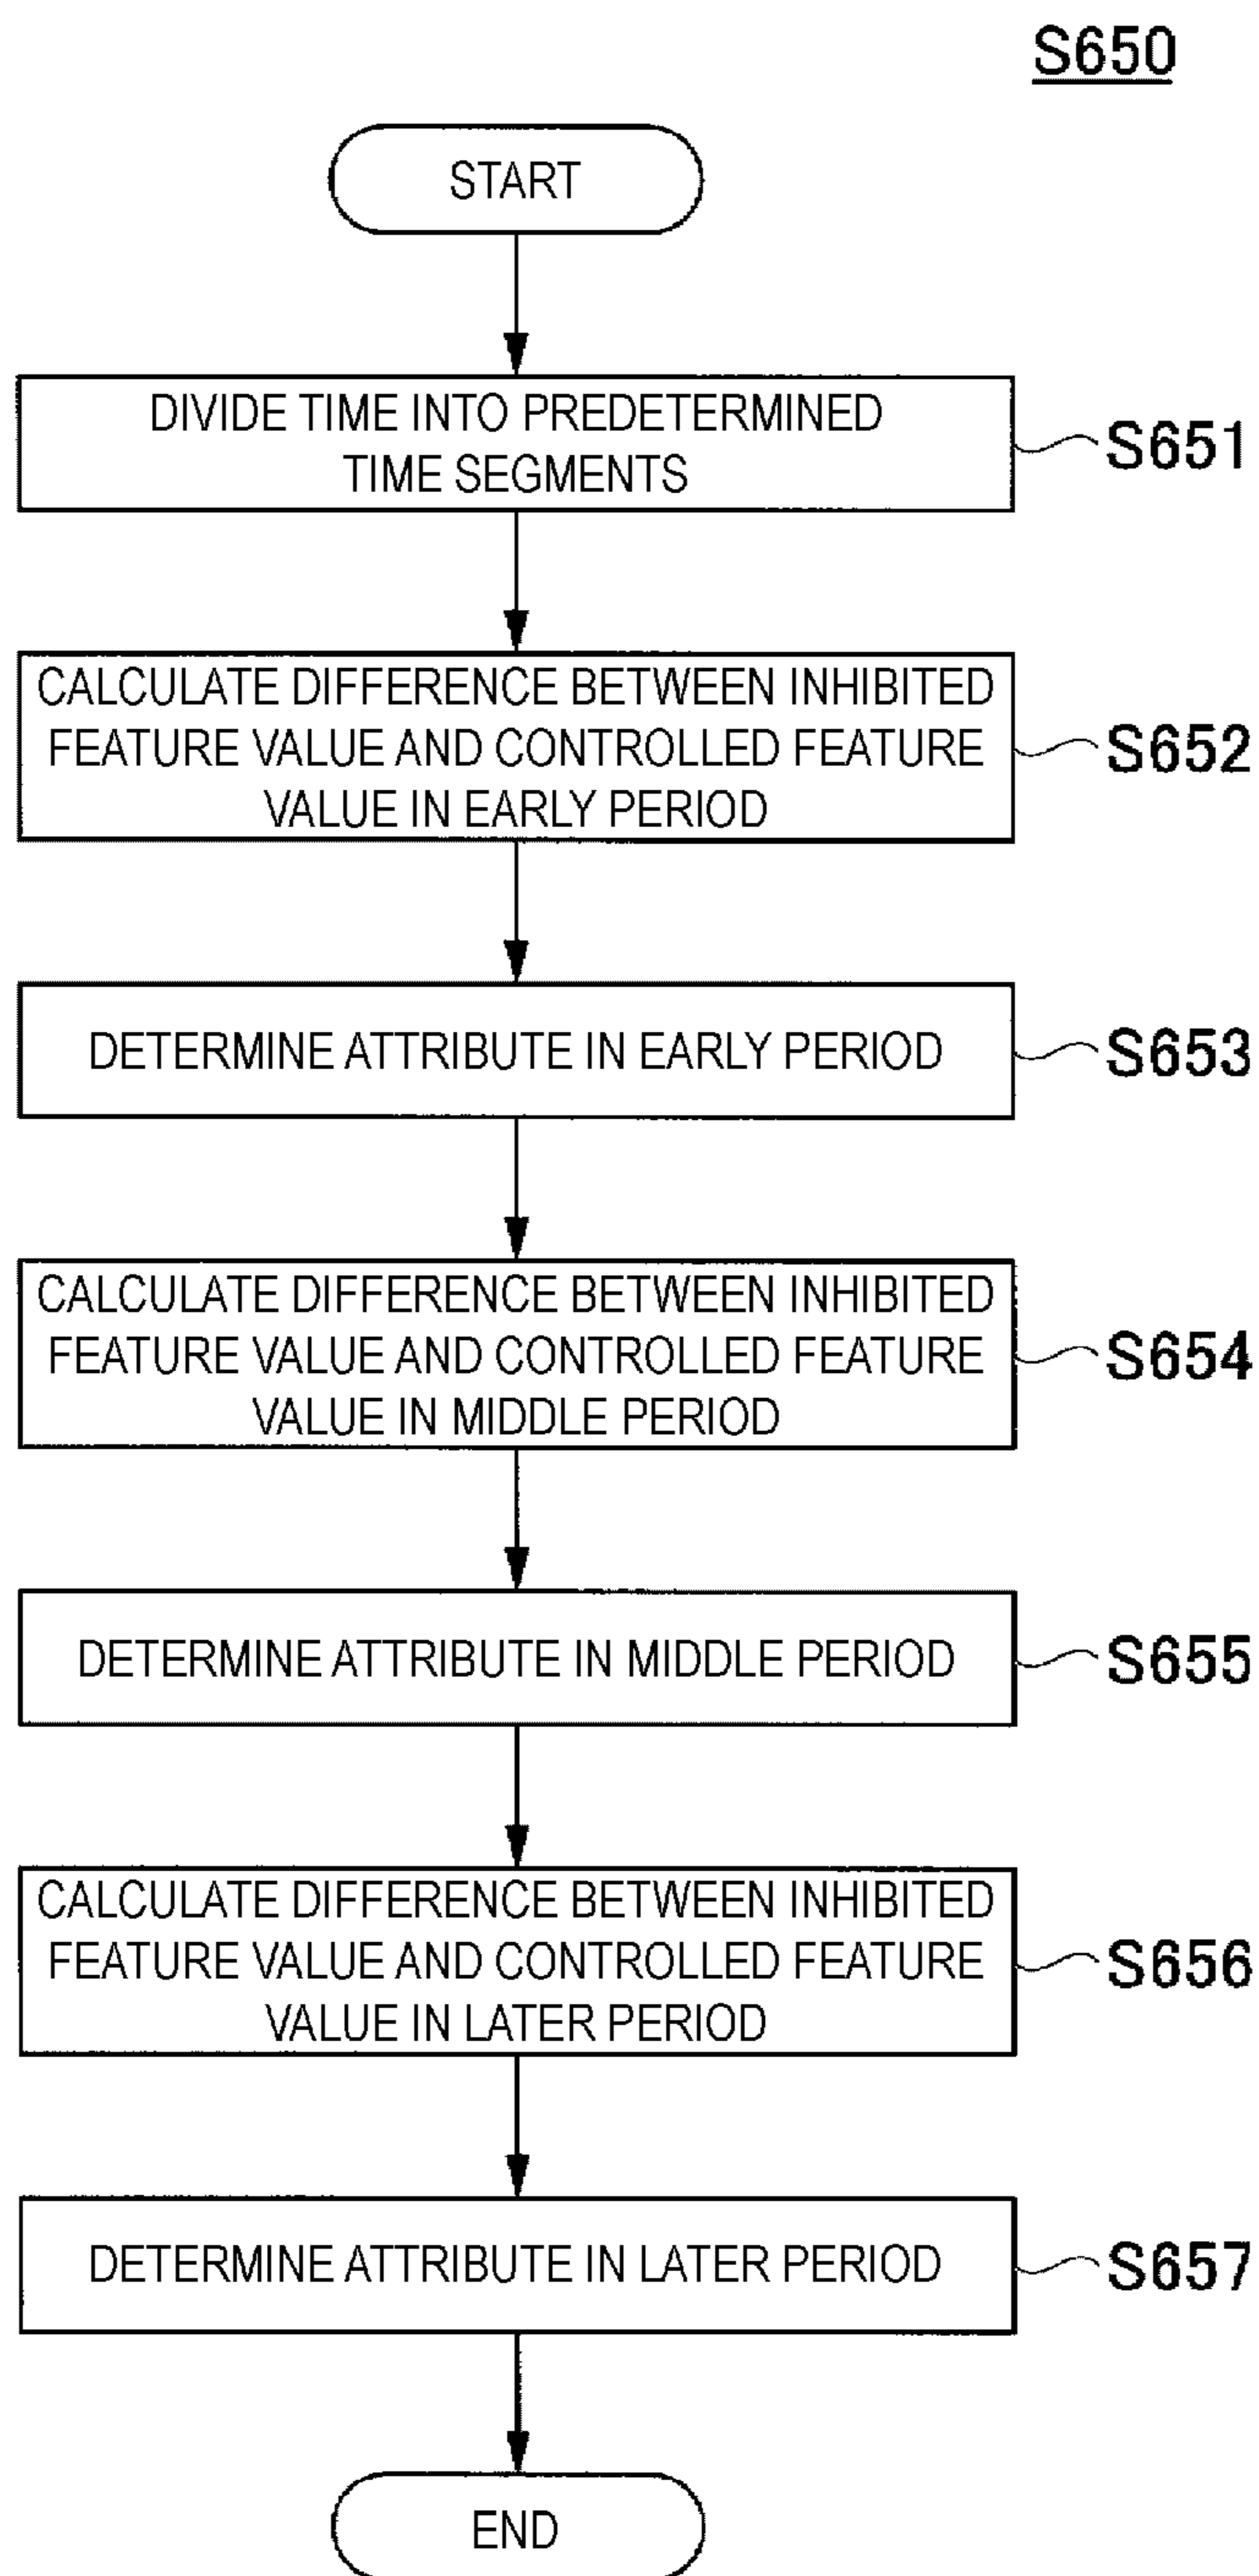 S650
START
DIVIDE TIME INTO PREDETERMINED
TIME SEGMENTS
S651
CALCULATE DIFFERENCE BETWEEN INHIBITED
FEATURE VALUE AND CONTROLLED FEATURE
VALUE IN EARLY PERIOD
S652
DETERMINE ATTRIBUTE IN EARLY PERIOD
S653
CALCULATE DIFFERENCE BETWEEN INHIBITED
FEATURE VALUE AND CONTROLLED FEATURE
VALUE IN MIDDLE PERIOD
S654
DETERMINE ATTRIBUTE IN MIDDLE PERIOD
S655
CALCULATE DIFFERENCE BETWEEN INHIBITED
FEATURE VALUE AND CONTROLLED FEATURE
VALUE IN LATER PERIOD
S656
DETERMINE ATTRIBUTE IN LATER PERIOD
S657
END